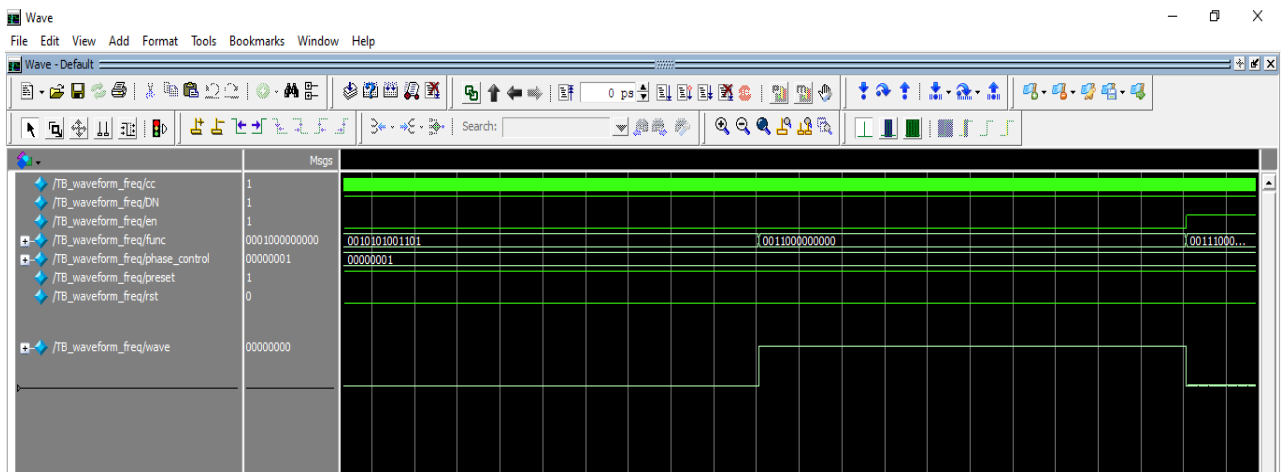 Wave
File Edit View Add Format Tools Bookmarks Window Help
Wave - Default
0 ps
Search:
Msgs
/TB_waveform_freq/cc 1
/TB_waveform_freq/DN 1
/TB_waveform_freq/en 1
/TB_waveform_freq/func 0001000000000 0010101001101 0011000000000 00111000...
/TB_waveform_freq/phase_control 00000001 00000001
/TB_waveform_freq/preset 1
/TB_waveform_freq/rst 0
/TB_waveform_freq/wave 00000000